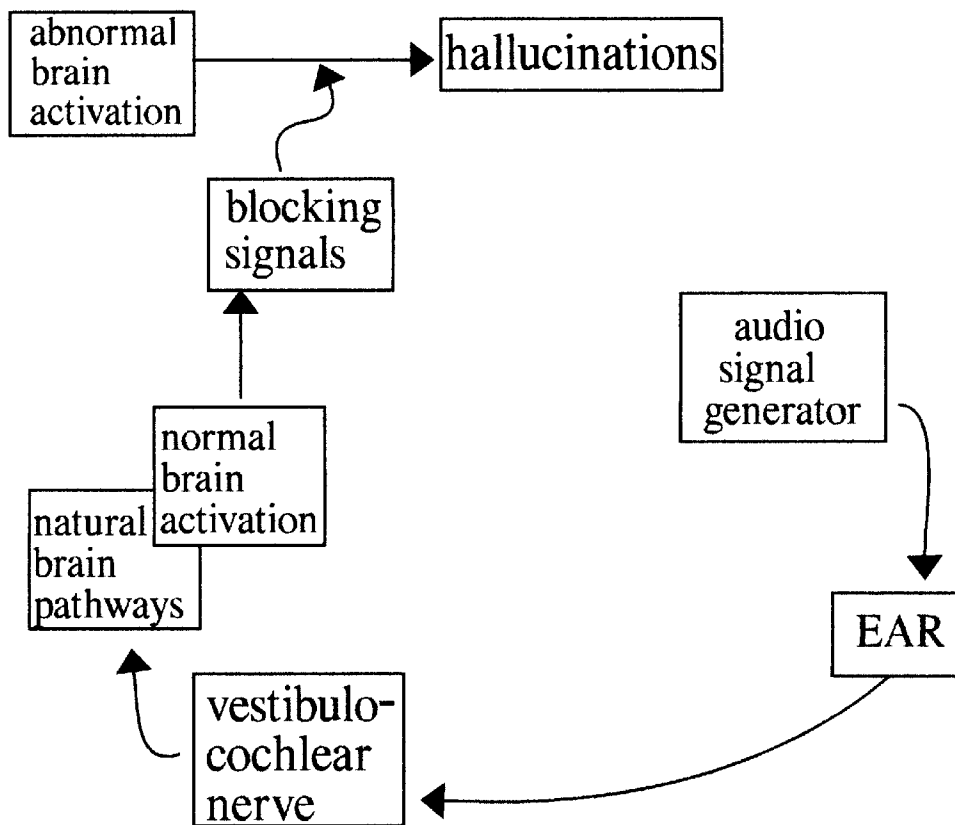 abnormal
brain
activation
hallucinations
blocking
signals
audio
signal
generator
normal
brain
activation
natural
brain
pathways
EAR
vestibulo-
cochlear
nerve